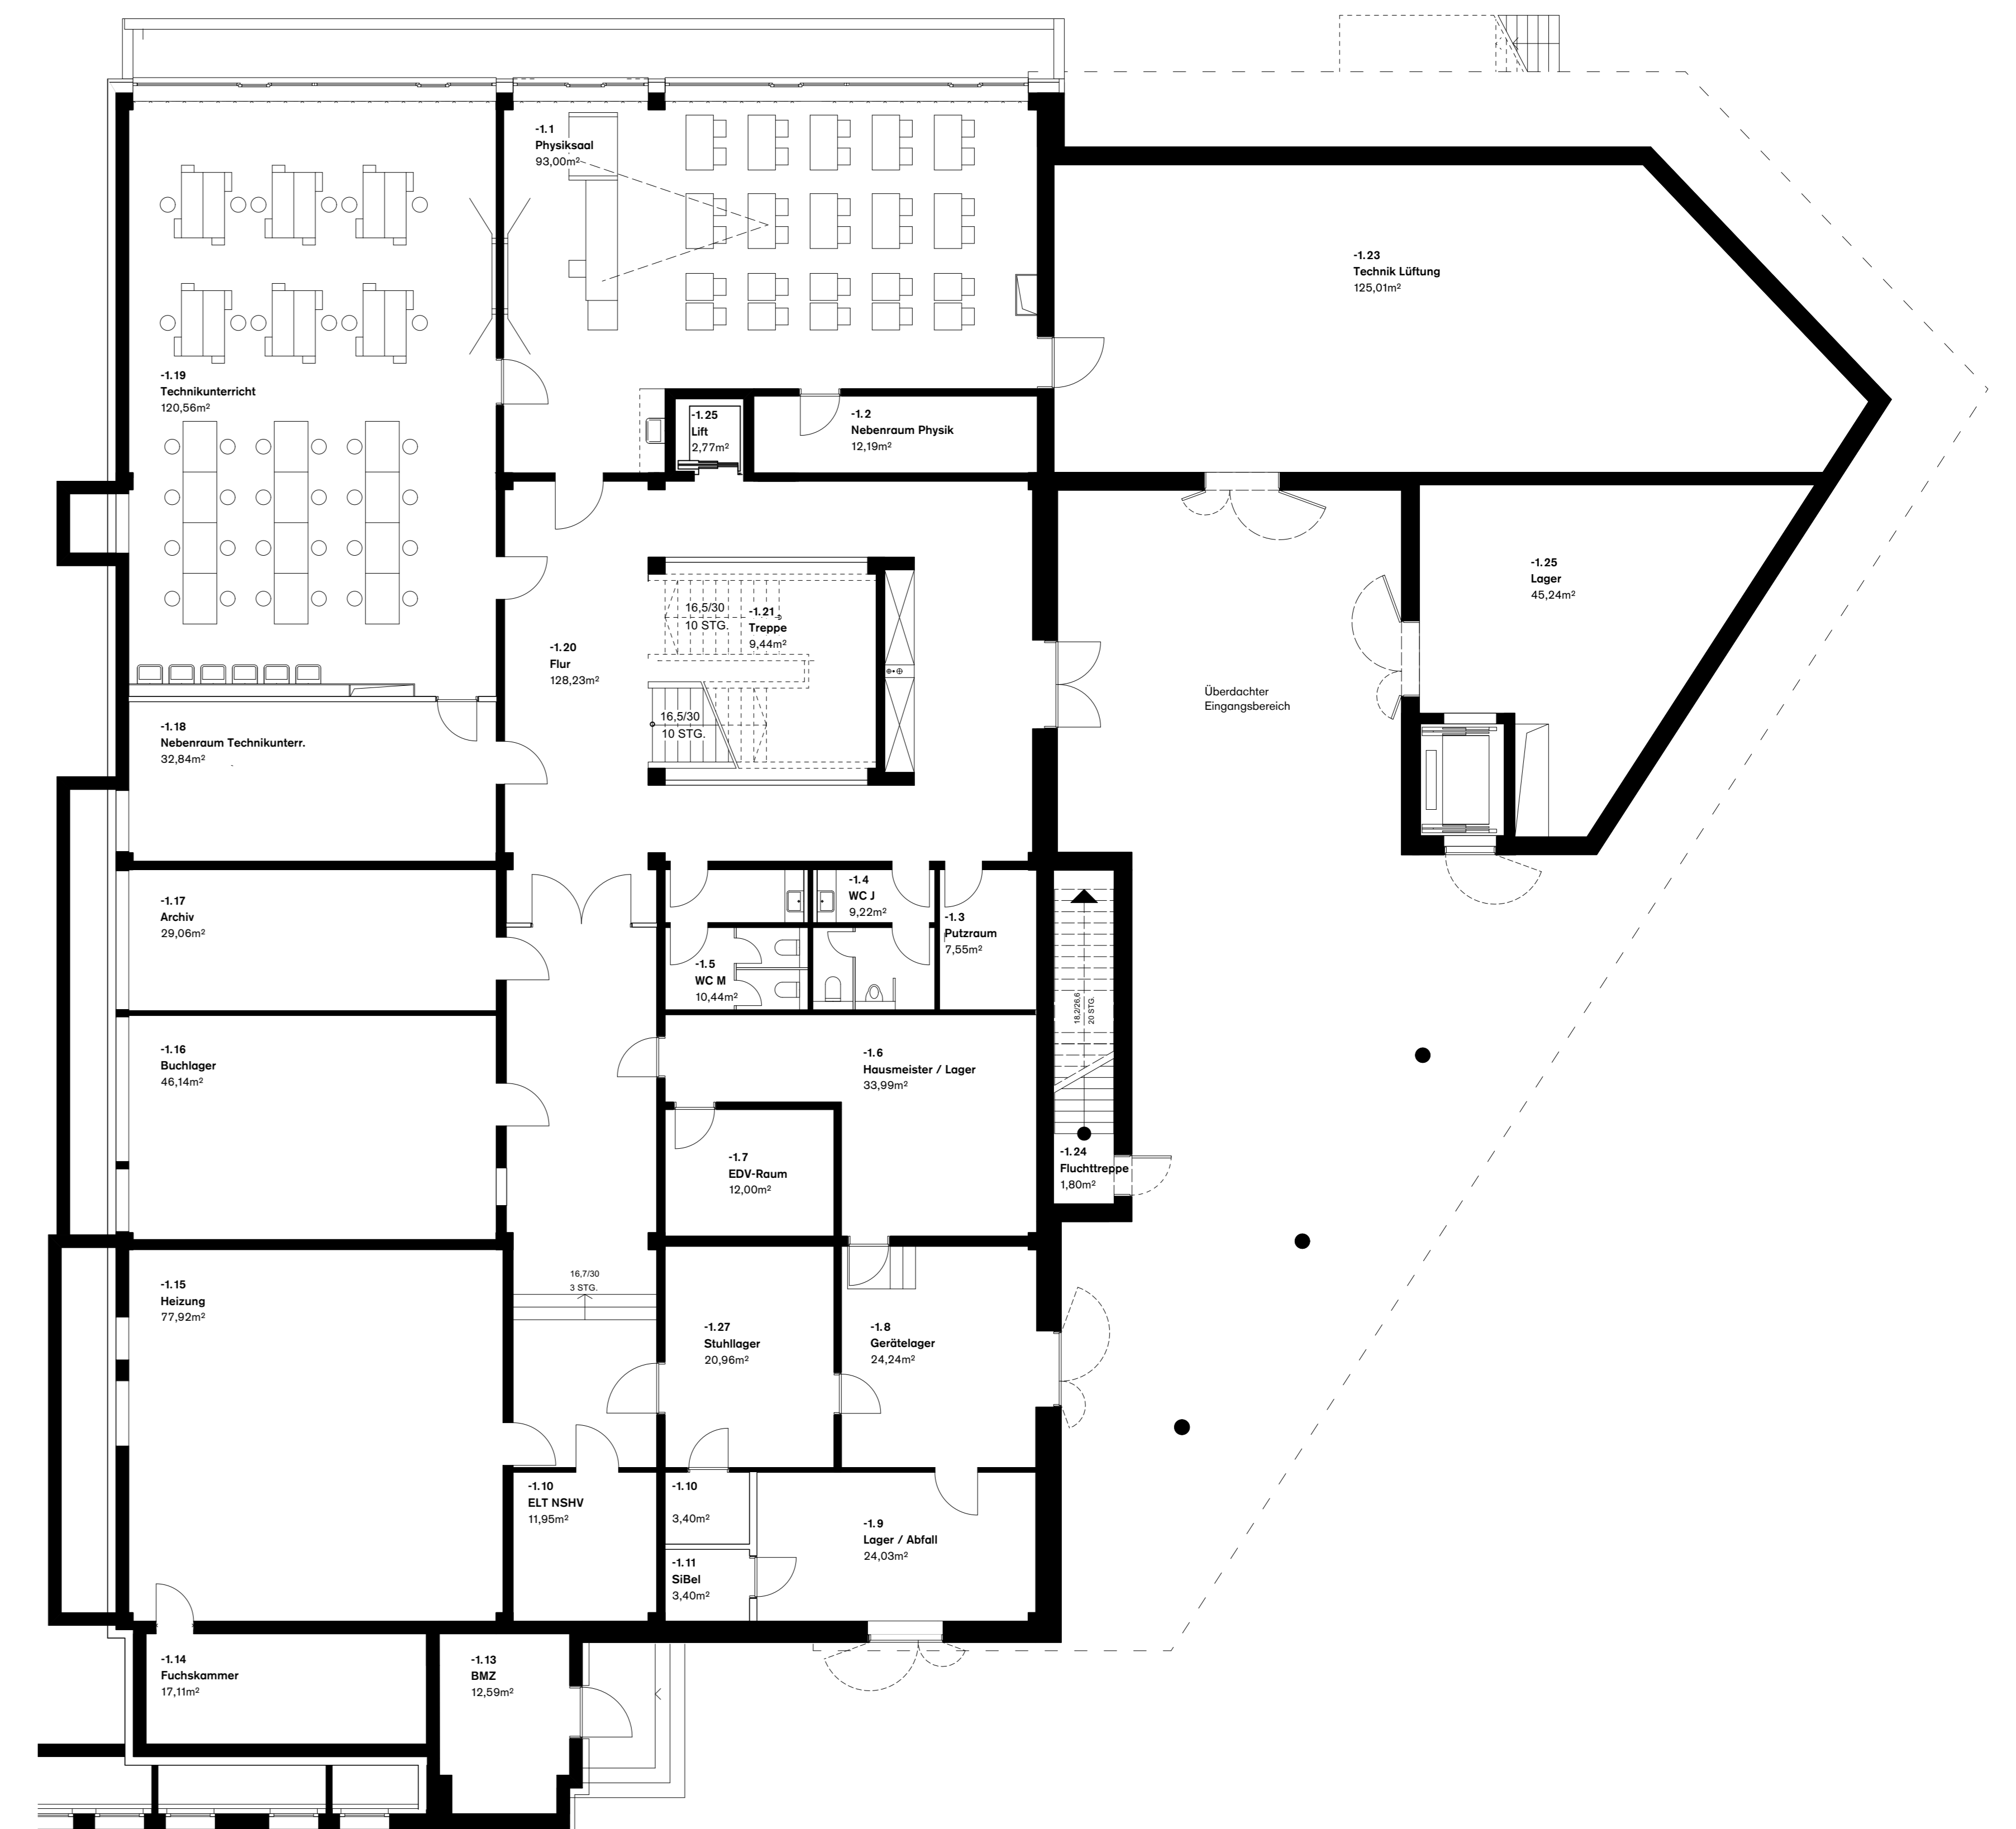 -1.1
Physiksaal
93,00m²
-1.23
Technik Lüftung
125,01m²
-1.19
Technikunterricht
120,56m²
-1.25
Lift
2,77m²
-1.2
Nebenraum Physik
12,19m²
-1.25
Lager
45,24m²
16,5/30
10 STG.
-1.21
Treppe
9,44m²
-1.20
Flur
128,23m²
Überdachter
Eingangsbereich
16,5/30
10 STG.
-1.18
Nebenraum Technikunterr.
32,84m²
-1.17
Archiv
29,06m²
-1.4
WC J
9,22m²
-1.3
Putzraum
7,55m²
-1.5
WC M
10,44m²
18,2/26,6
20 STG.
-1.16
Buchlager
46,14m²
-1.6
Hausmeister / Lager
33,99m²
-1.7
EDV-Raum
12,00m²
-1.24
Fluchttreppe
1,80m²
-1.15
Heizung
77,92m²
16,7/30
3 STG.
-1.27
Stuhllager
20,96m²
-1.8
Gerätelager
24,24m²
-1.10
ELT NSHV
11,95m²
-1.10
3,40m²
-1.9
Lager / Abfall
24,03m²
-1.11
SiBel
3,40m²
-1.14
Fuchskammer
17,11m²
-1.13
BMZ
12,59m²